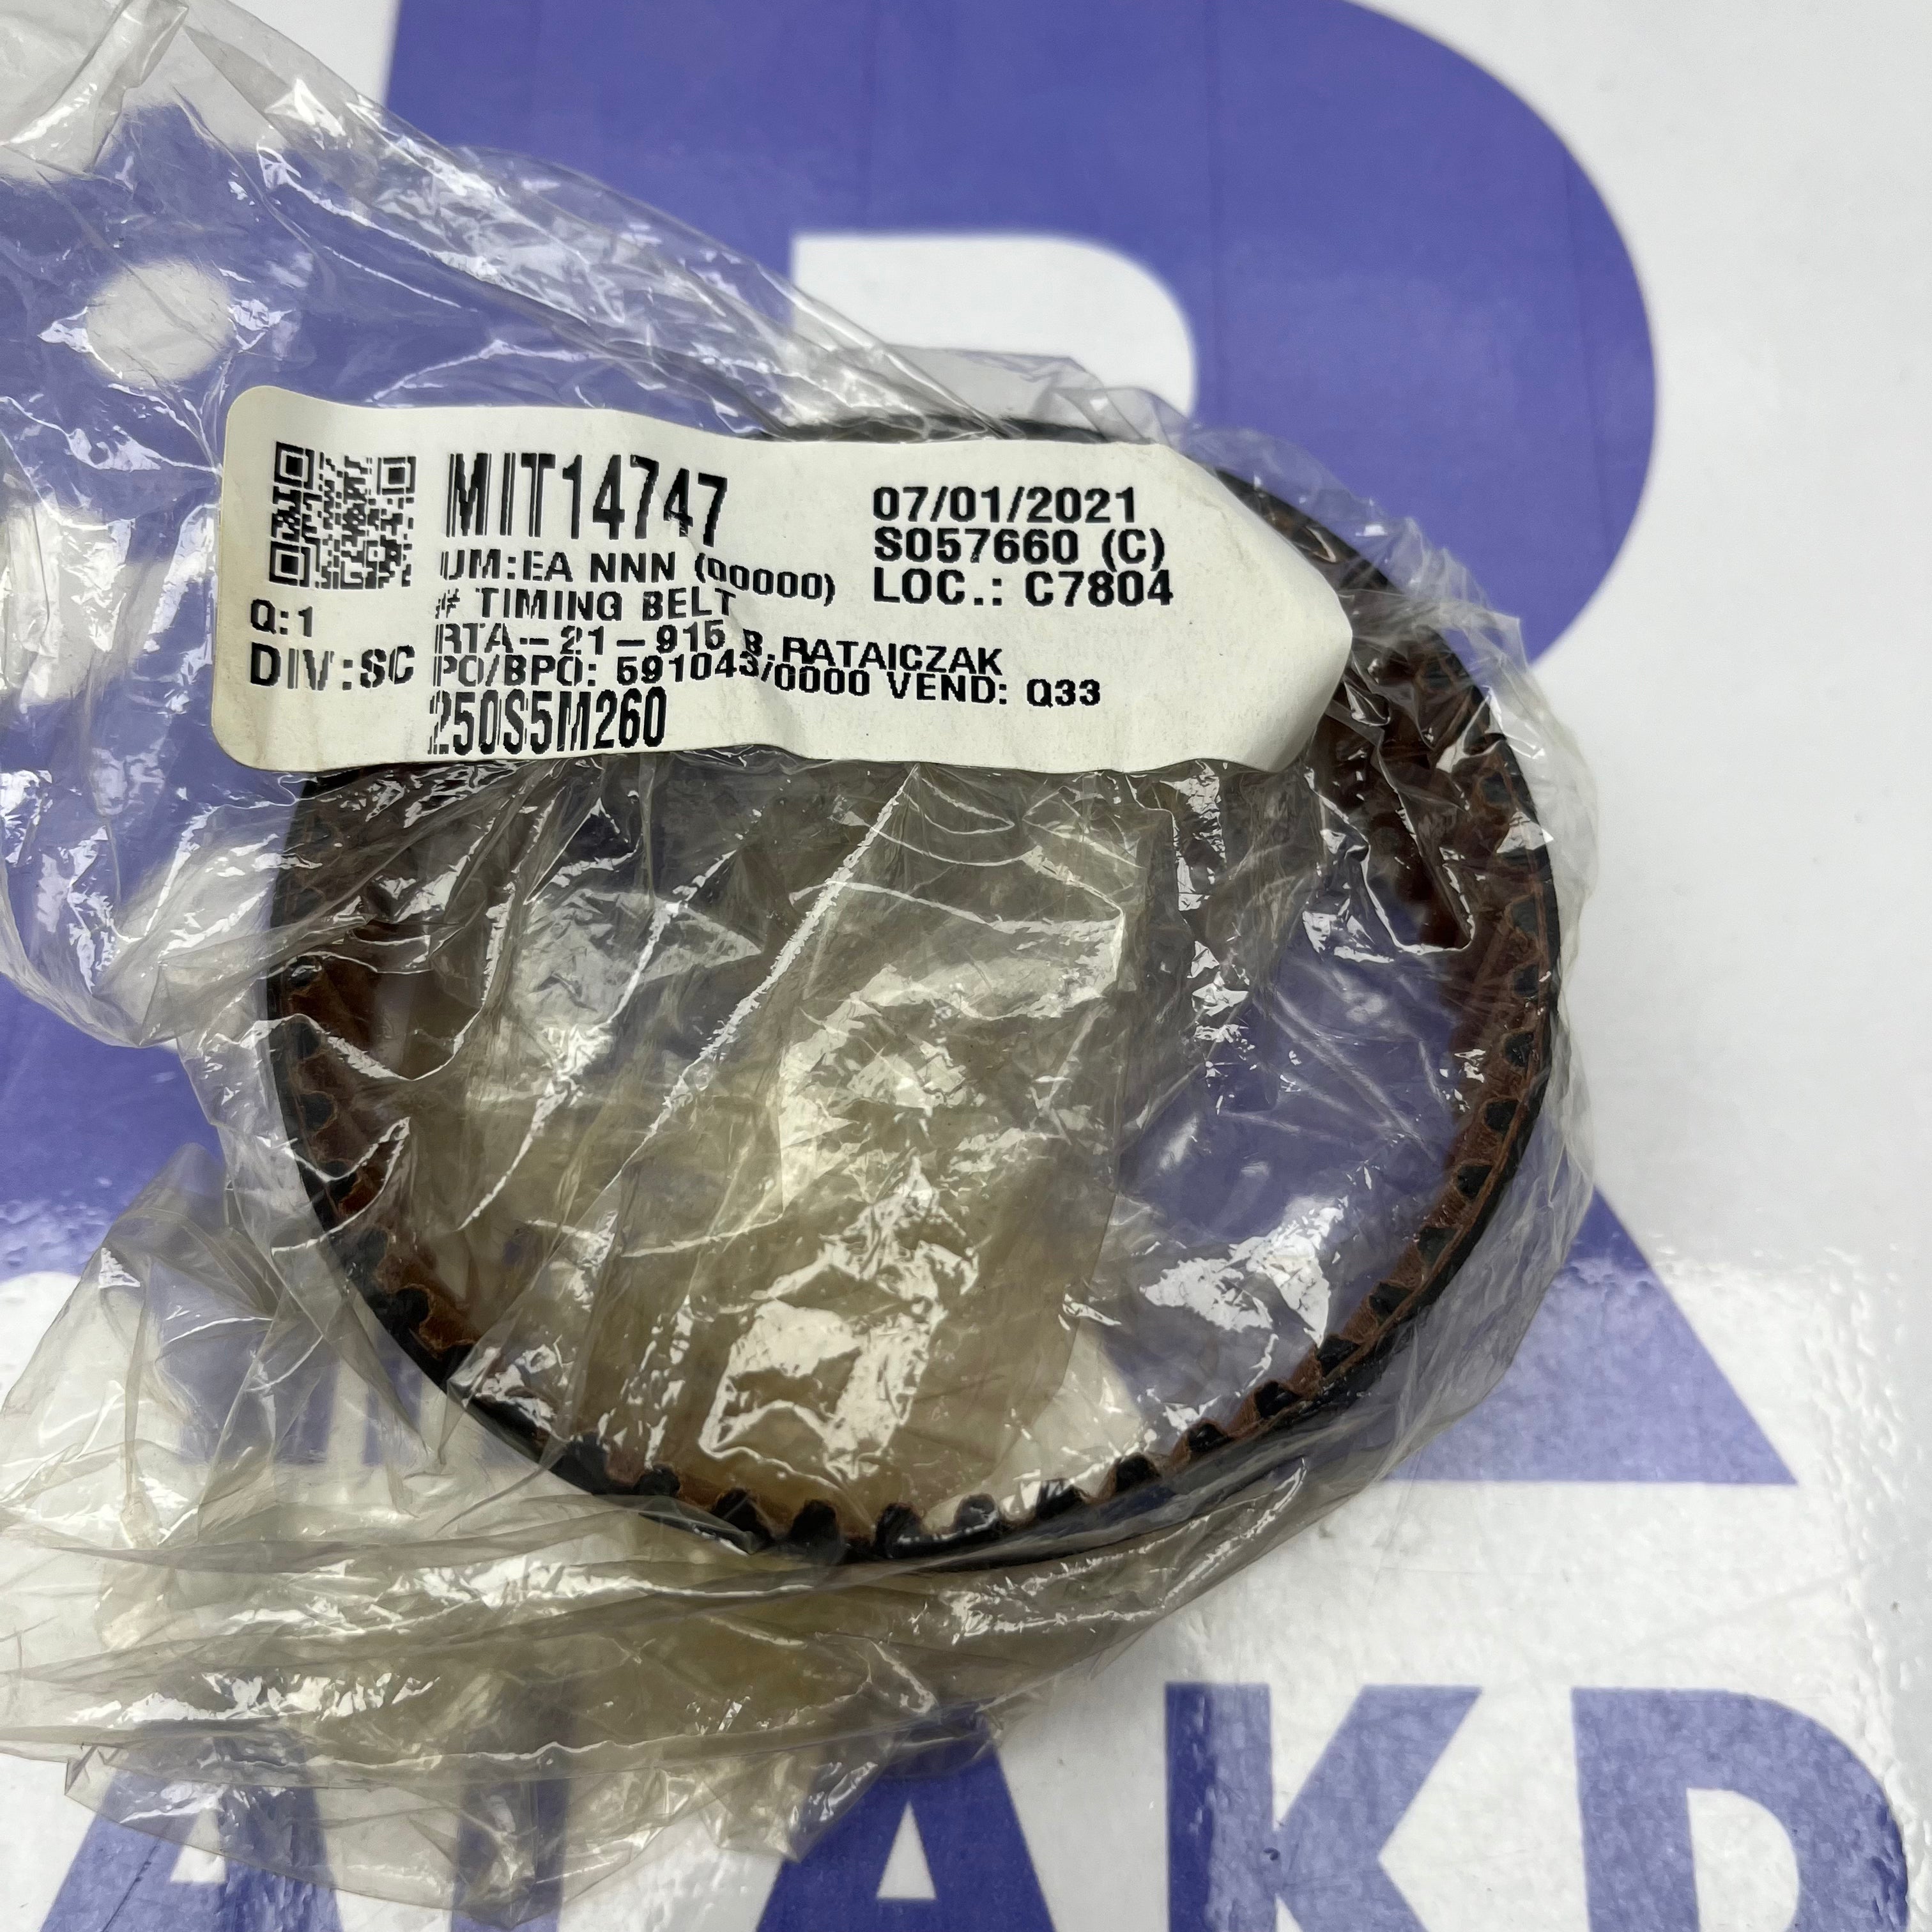 MIT14747
07/01/2021
UM:EA NNN (00000)
S057660 (C)
# TIMING BELT
LOC.: C7804
Q:1
RTA-21-915 B.RATAICZAK
DIV:SC
PO/BPO: 591043/0000 VEND: Q33
250S5M260
AKD